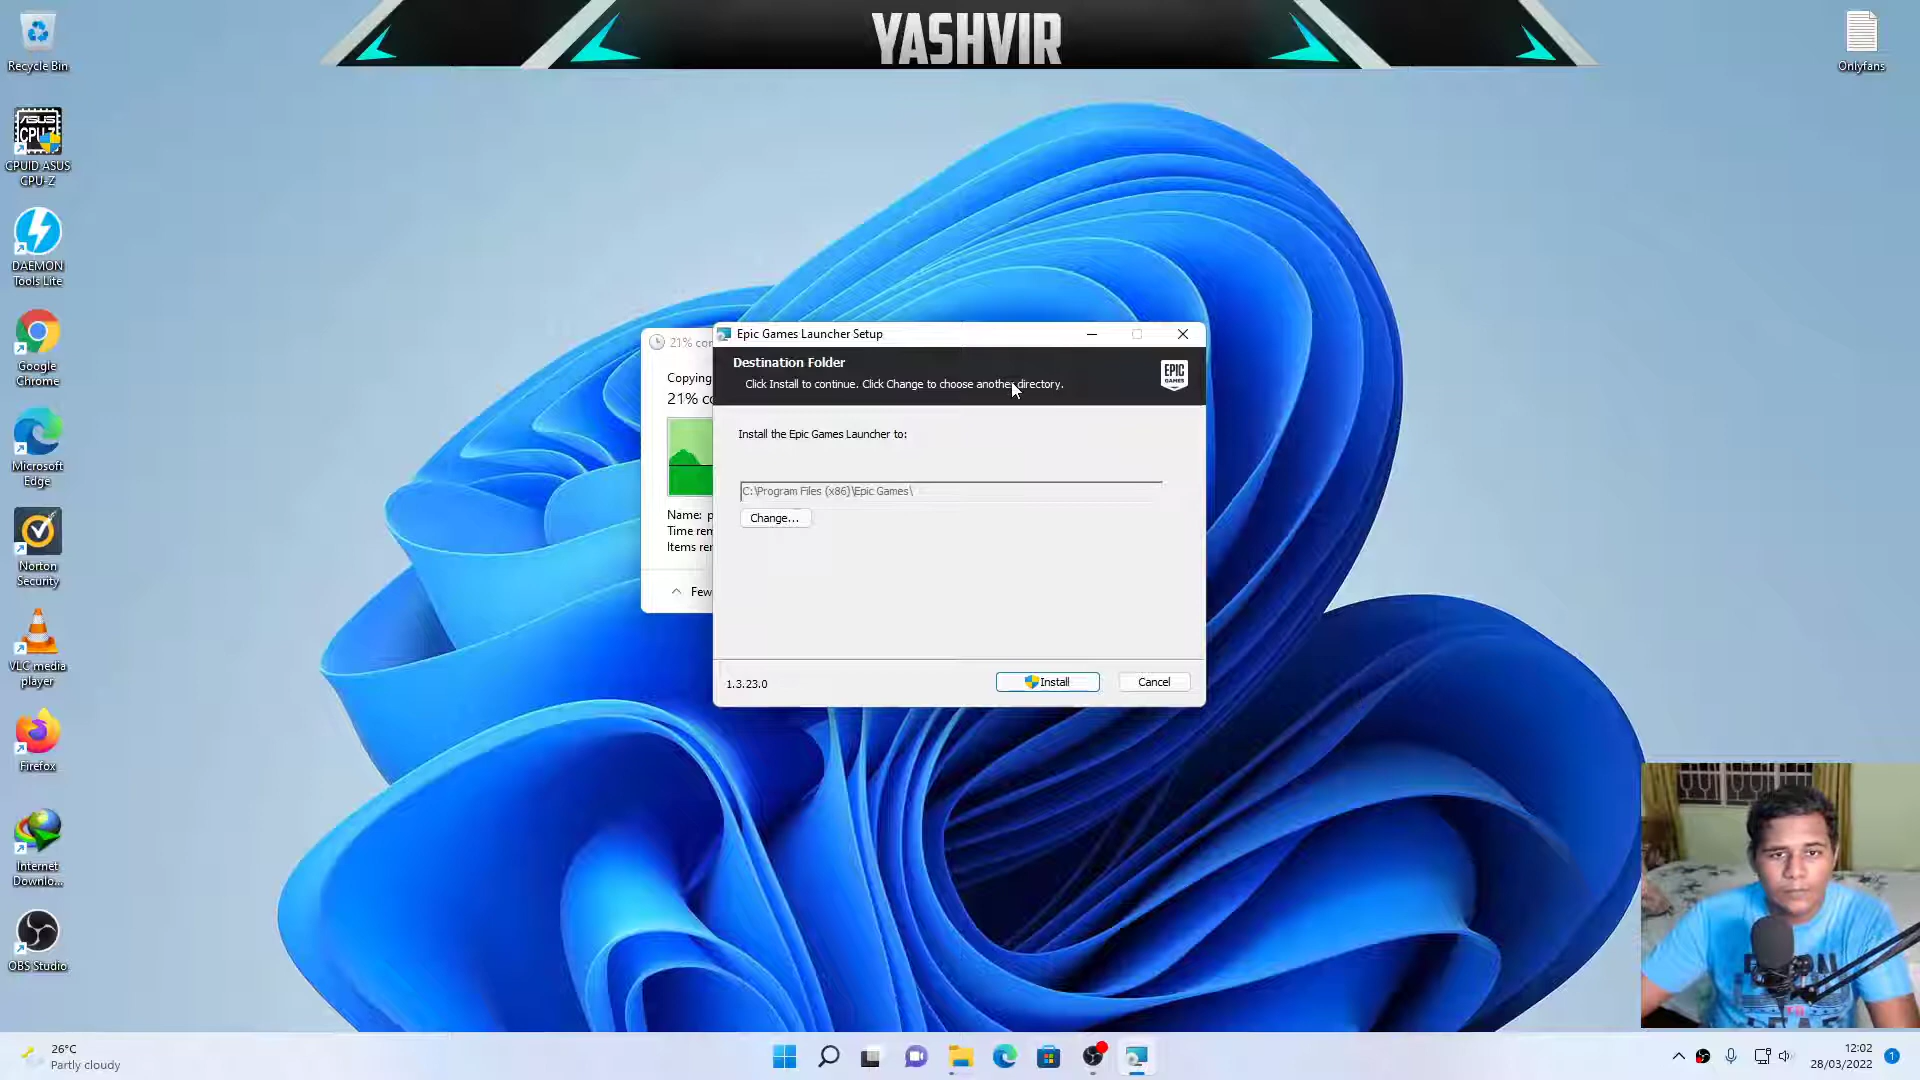 YASHVIR
Recycle Bin
ASUS
CPU-Z
CPUID ASUS
CPU-Z
DAEMON
Tools Lite
Google
Chrome
Microsoft
Edge
Norton
Security
VLC media
player
Firefox
Internet
Downlo...
OBS Studio
Onlyfans
21% co
Copying
21% c
Name: p
Time rem
Items re
Few
Epic Games Launcher Setup
Destination Folder
Click Install to continue. Click Change to choose another directory.
EPIC
GAMES
Install the Epic Games Launcher to:
C:\Program Files (x86)\Epic Games\
Change...
1.3.23.0
Install
Cancel
26°C
Partly cloudy
12:02
28/03/2022
1